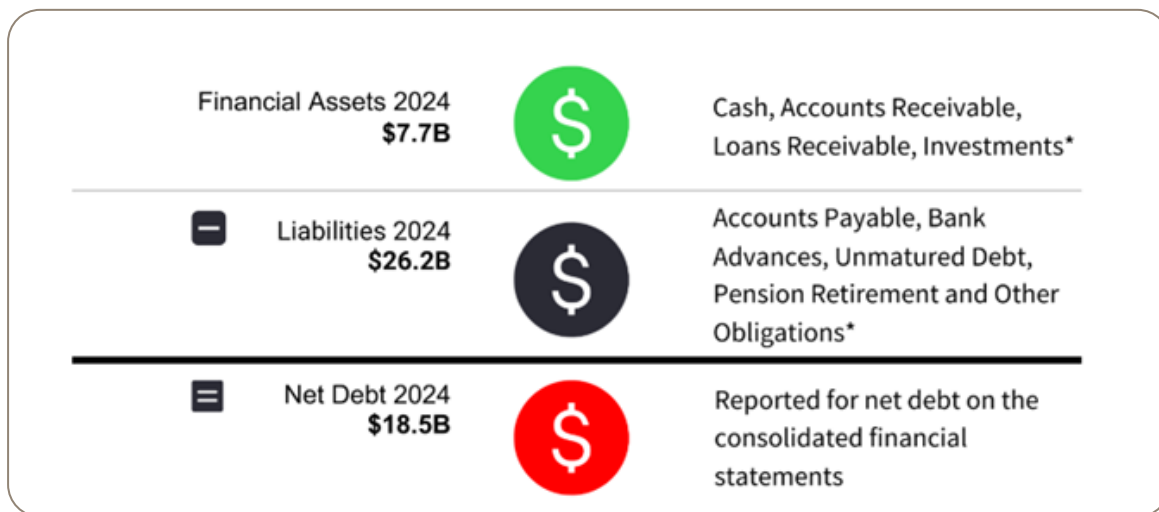 Financial Assets 2024
$7.7B
$
Cash, Accounts Receivable,
Loans Receivable, Investments*
Liabilities 2024
$26.2B
$
Accounts Payable, Bank
Advances, Unmatured Debt,
Pension Retirement and Other
Obligations*
Net Debt 2024
$18.5B
$
Reported for net debt on the
consolidated financial
statements